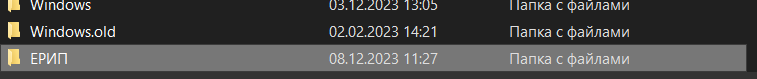 Windows 03.12.2023 13:05 Папка с файлами
Windows.old 02.02.2023 14:21 Папка с файлами
ЕРИП 08.12.2023 11:27 Папка с файлами